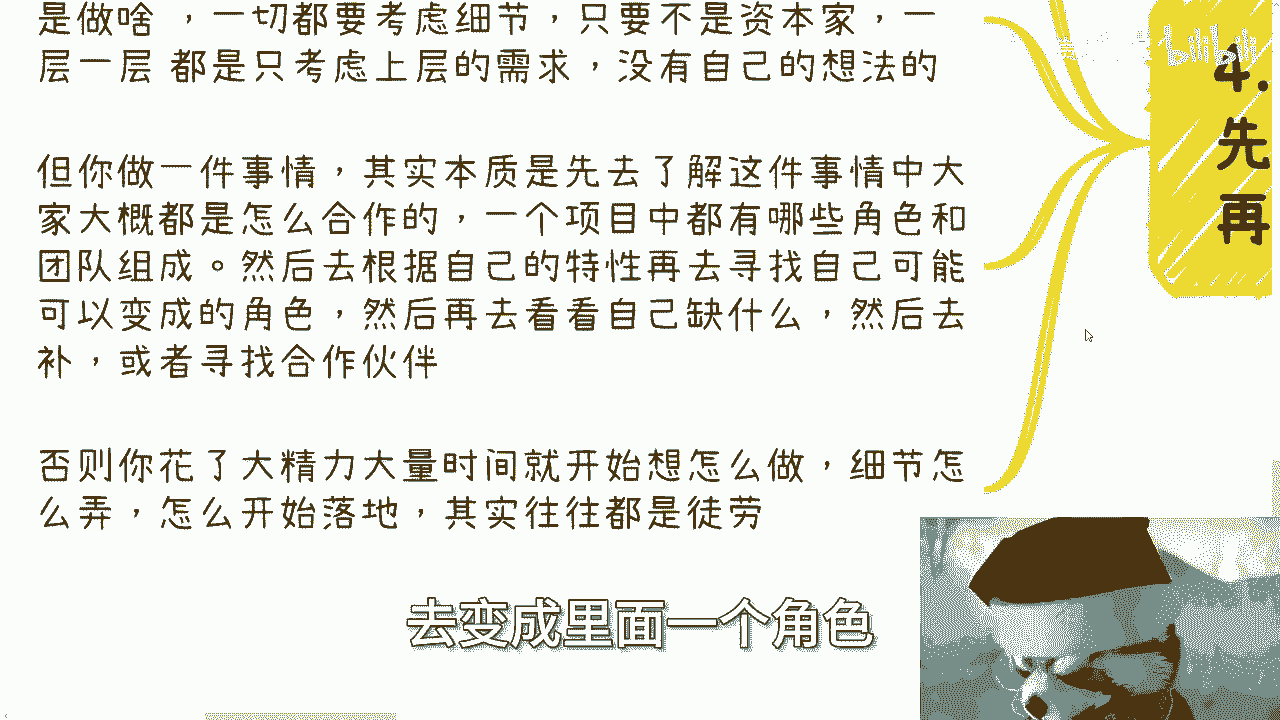 是做啥 ，一切都要考虑细节，只要不是资本家，一
层一层 都是只考虑上层的需求，没有自己的想法的
但你做一件事情，其实本质是先去了解这件事情中大
家大概都是怎么合作的，一个项目中都有哪些角色和
团队组成。然后去根据自己的特性再去寻找自己可能
可以变成的角色，然后再去看看自己缺什么，然后去
补，或者寻找合作伙伴
否则你花了大精力大量时间就开始想怎么做，细节怎
么弄，怎么开始落地，其实往往都是徒劳
4.
先
再
去变成里面一个角色